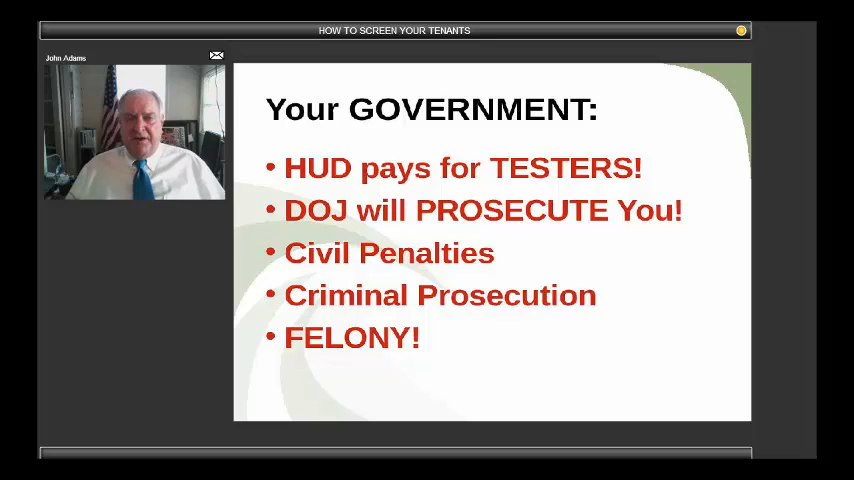 HOW TO SCREEN YOUR TENANTS
John Adams
Your GOVERNMENT:
• HUD pays for TESTERS!
• DOJ will PROSECUTE You!
• Civil Penalties
• Criminal Prosecution
• FELONY!